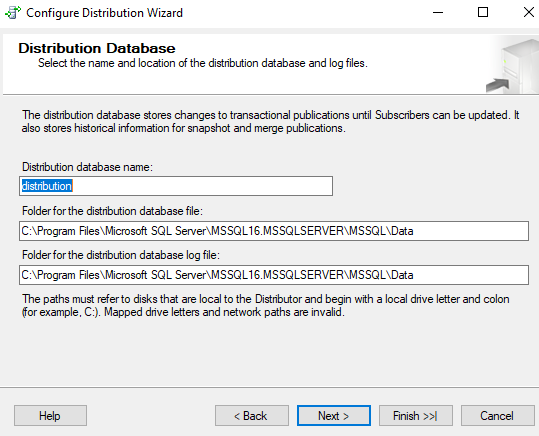 Configure Distribution Wizard
Distribution Database
Select the name and location of the distribution database and log files.
The distribution database stores changes to transactional publications until Subscribers can be updated. It
also stores historical information for snapshot and merge publications.
Distribution database name:
distribution
Folder for the distribution database file:
C:\Program Files\Microsoft SQL Server\MSSQL16.MSSQLSERVER\MSSQL\Data
Folder for the distribution database log file:
C:\Program Files\Microsoft SQL Server\MSSQL16.MSSQLSERVER\MSSQL\Data
The paths must refer to disks that are local to the Distributor and begin with a local drive letter and colon
(for example, C:). Mapped drive letters and network paths are invalid.
Help < Back Next > Finish >>| Cancel